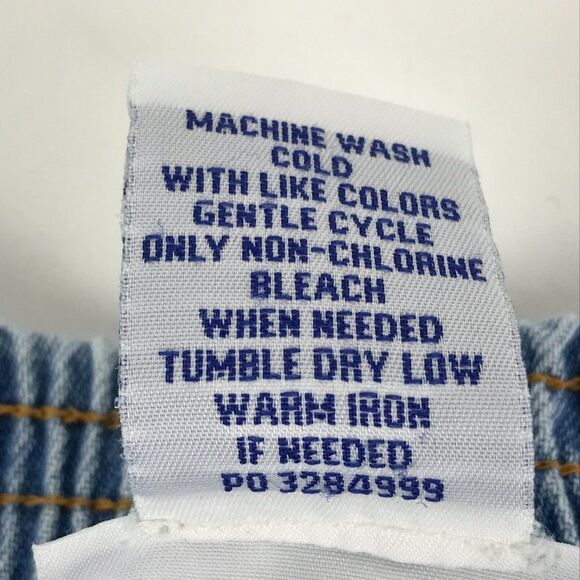 MACHINE WASH
COLD
WITH LIKE COLORS
GENTLE CYCLE
ONLY NON-CHLORINE
BLEACH
WHEN NEEDED
TUMBLE DRY LOW
WARM IRON
IF NEEDED
PO 3284999